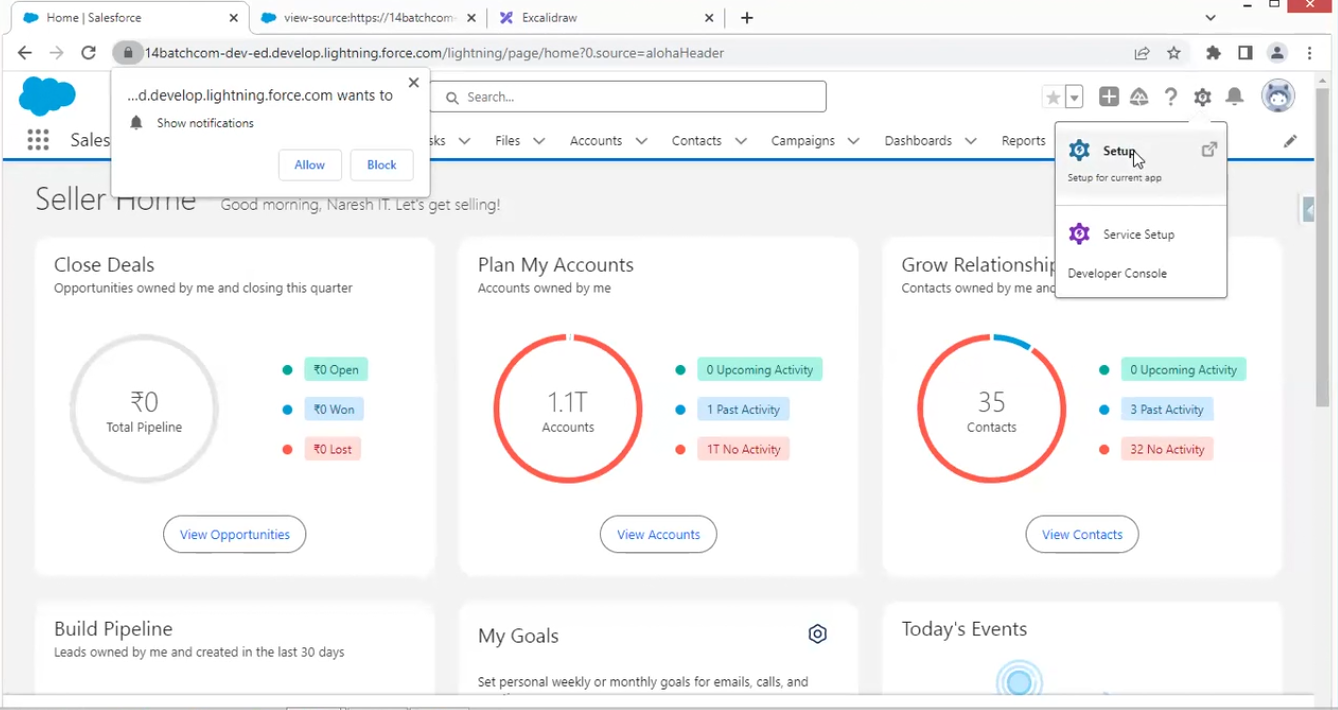 Home | Salesforce
view-source:https://14batchcom-
Excalidraw
14batchcom-dev-ed.develop.lightning.force.com/lightning/page/home?0.source=alohaHeader
...d.develop.lightning.force.com wants to
Show notifications
Allow
Block
Search...
Sales
sks
Files
Accounts
Contacts
Campaigns
Dashboards
Reports
Setup
Setup for current app
Service Setup
Developer Console
Seller Home
Good morning, Naresh IT. Let's get selling!
Close Deals
Opportunities owned by me and closing this quarter
₹0
Total Pipeline
₹0 Open
₹0 Won
₹0 Lost
View Opportunities
Plan My Accounts
Accounts owned by me
1.1T
Accounts
0 Upcoming Activity
1 Past Activity
1T No Activity
View Accounts
Grow Relationship
Contacts owned by me and
35
Contacts
0 Upcoming Activity
3 Past Activity
32 No Activity
View Contacts
Build Pipeline
Leads owned by me and created in the last 30 days
My Goals
Set personal weekly or monthly goals for emails, calls, and
Today's Events